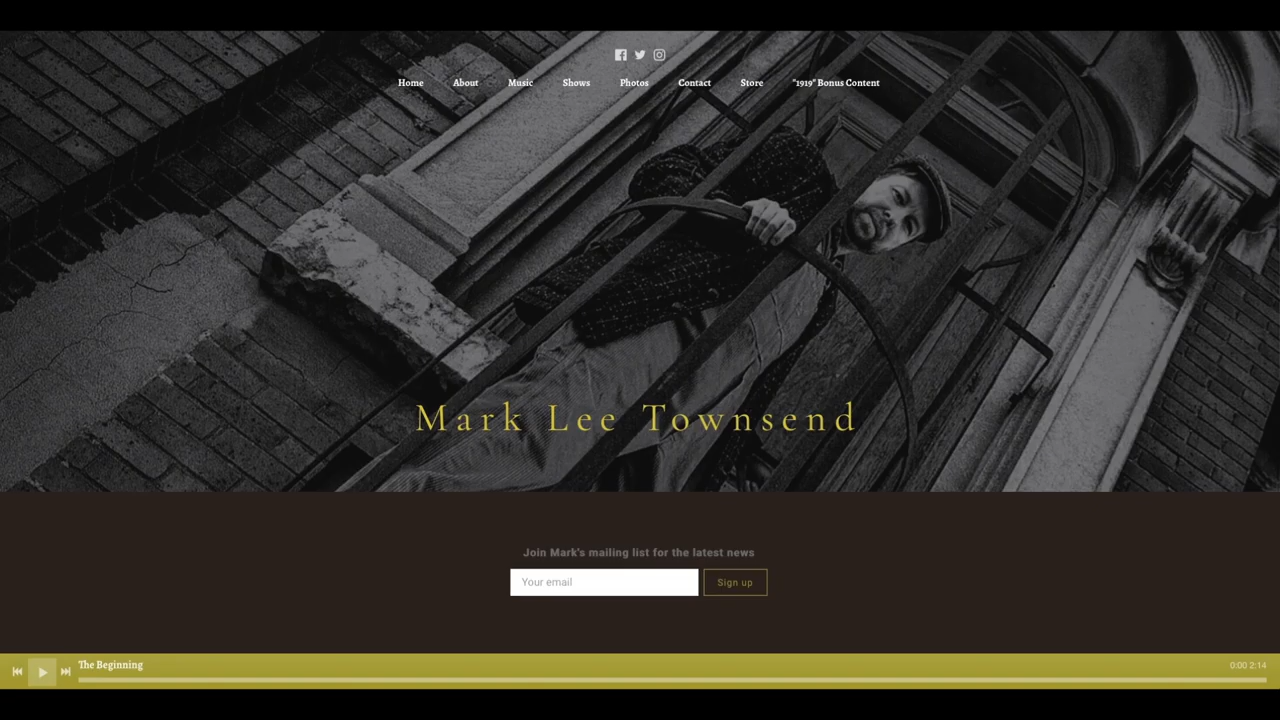 Home About Music Shows Photos Contact Store "1919" Bonus Content
Mark Lee Townsend
Join Mark's mailing list for the latest news
Your email Sign up
The Beginning 0:00 2:14